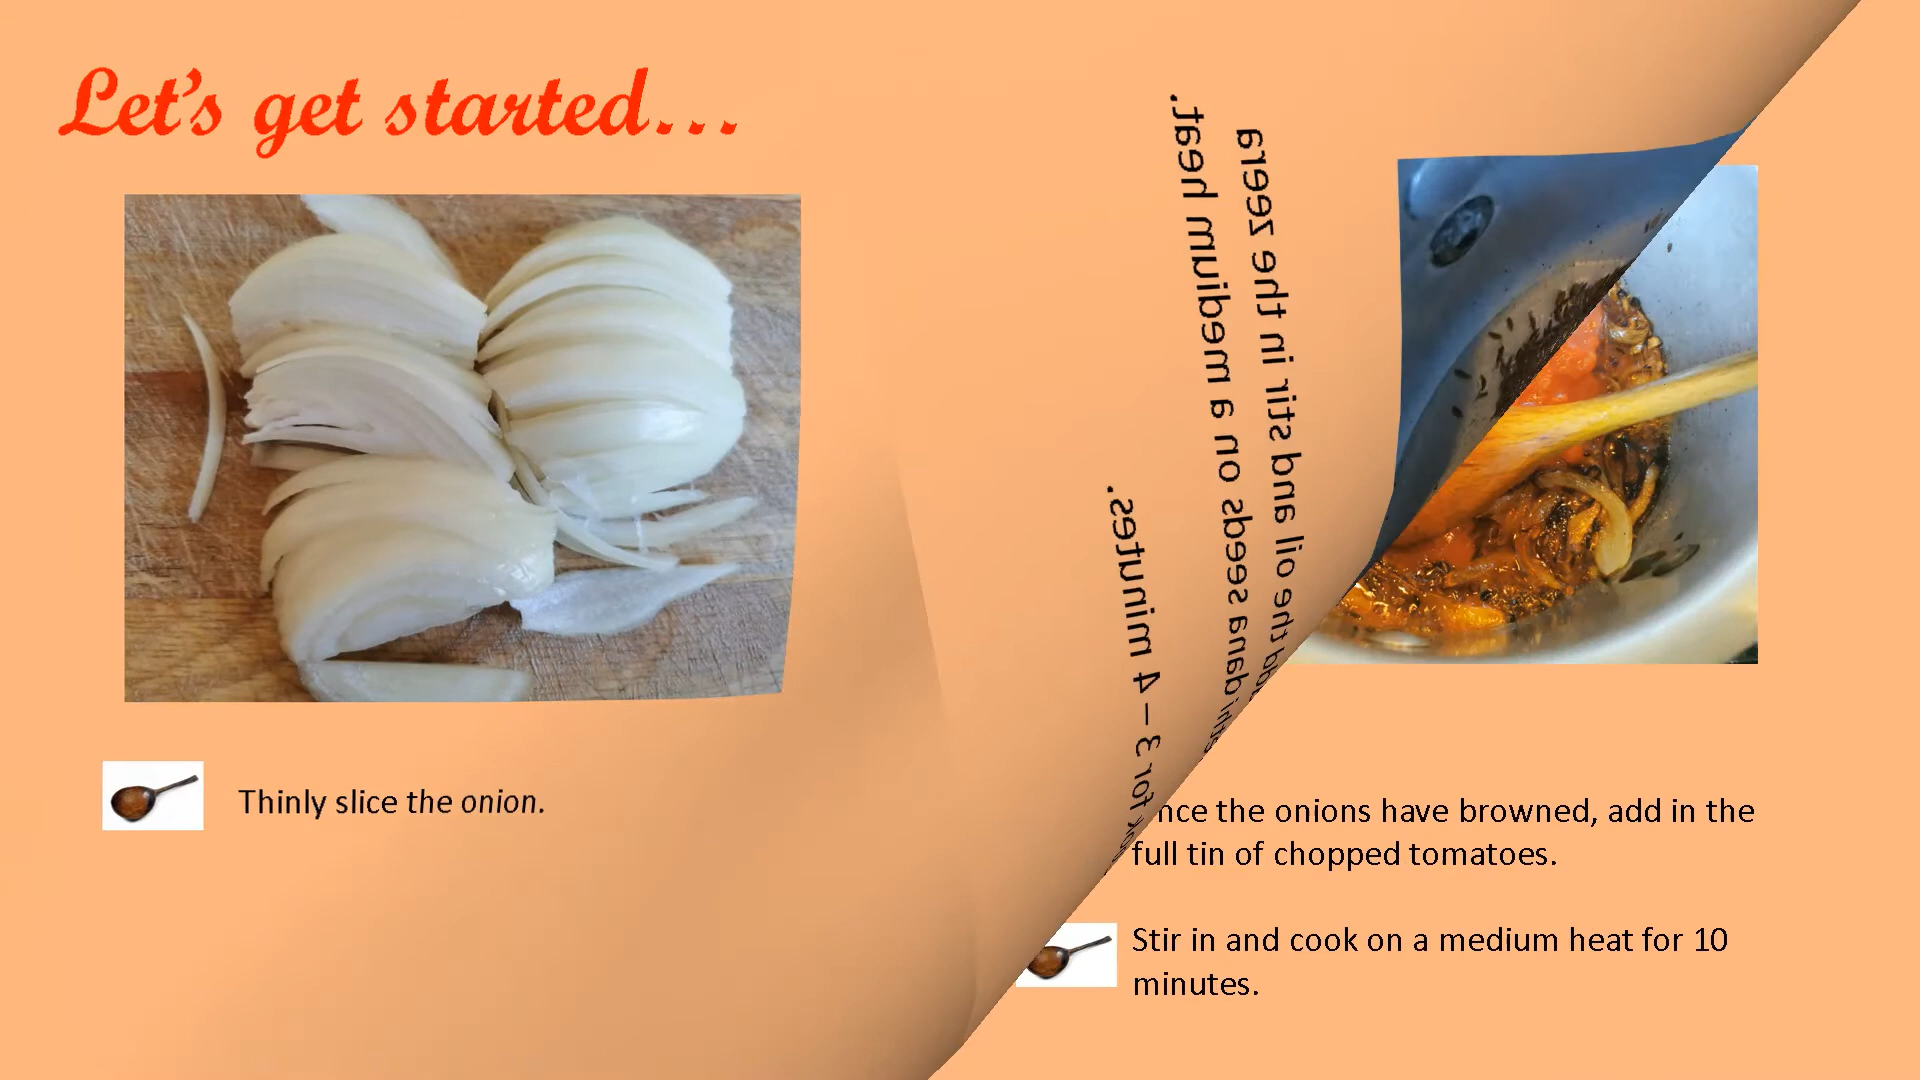 Let's get started...
Thinly slice the onion.
the oil and stir in the zeera
seeds on a medium heat.
for 3 – 4 minutes.
the onions have browned, add in the
full tin of chopped tomatoes.
Stir in and cook on a medium heat for 10
minutes.